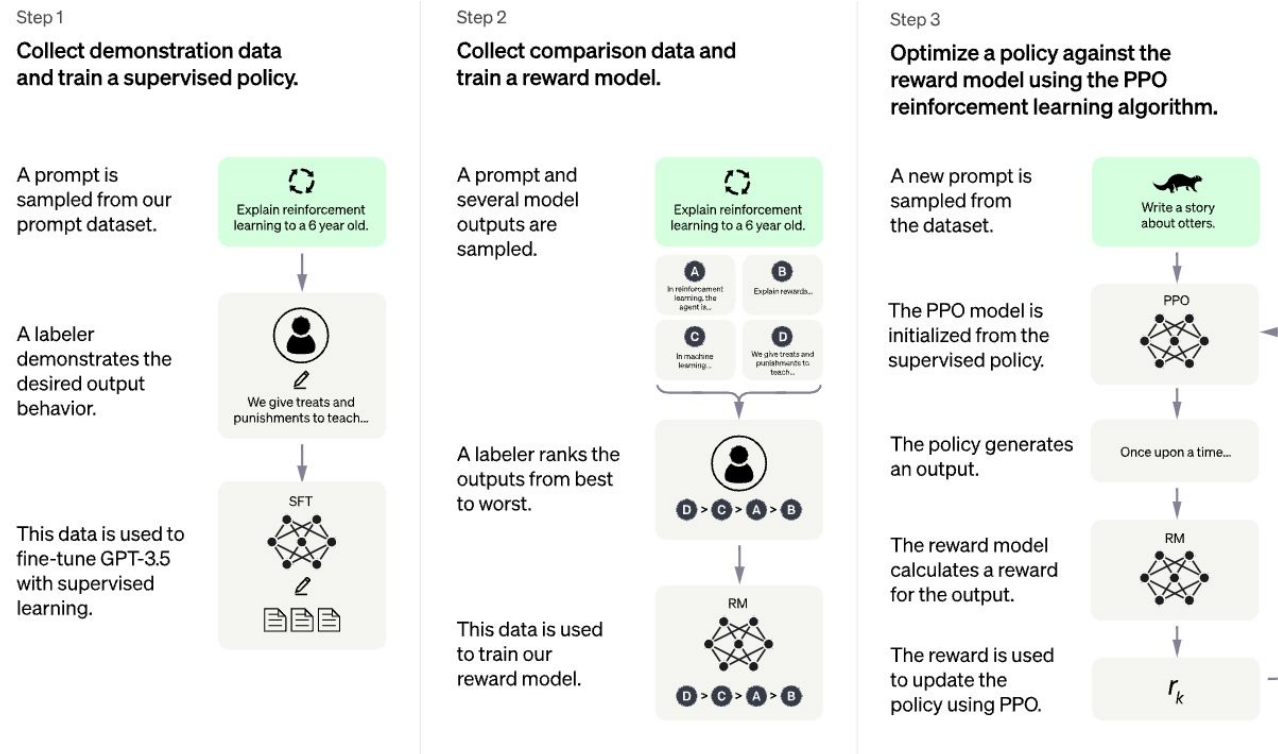 Step 1
Collect demonstration data
and train a supervised policy.
A prompt is
sampled from our
prompt dataset.
Explain reinforcement
learning to a 6 year old.
A labeler
demonstrates the
desired output
behavior.
We give treats and
punishments to teach...
This data is used to
fine-tune GPT-3.5
with supervised
learning.
SFT
Step 2
Collect comparison data and
train a reward model.
A prompt and
several model
outputs are
sampled.
Explain reinforcement
learning to a 6 year old.
A
In reinforcement
learning, the
agent is...
B
Explain rewards...
C
In machine
learning...
D
We give treats and
punishments to
teach...
A labeler ranks the
outputs from best
to worst.
D > C > A > B
This data is used
to train our
reward model.
RM
D > C > A > B
Step 3
Optimize a policy against the
reward model using the PPO
reinforcement learning algorithm.
A new prompt is
sampled from
the dataset.
Write a story
about otters.
The PPO model is
initialized from the
supervised policy.
PPO
The policy generates
an output.
Once upon a time...
The reward model
calculates a reward
for the output.
RM
The reward is used
to update the
policy using PPO.
rₖ